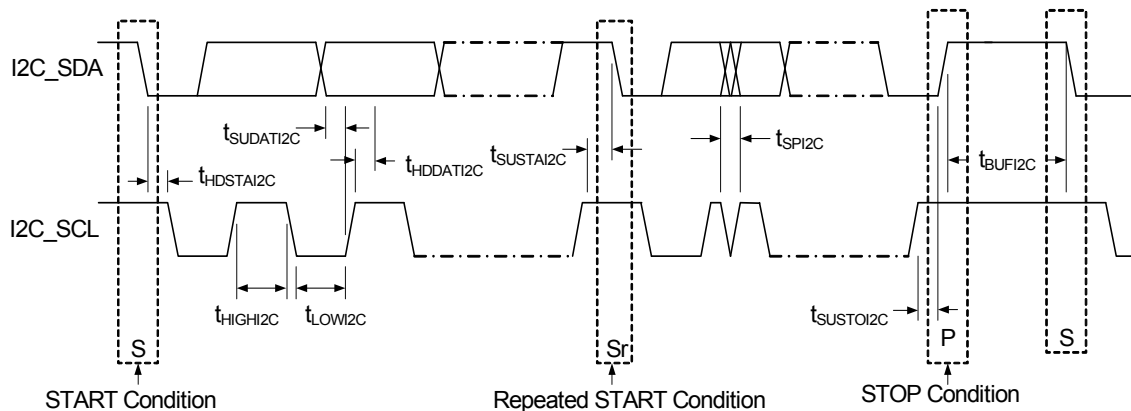 I2C_SDA
tSUDATI2C
tHDDATI2C
tSUSTAI2C
tSPI2C
tBUFI2C
tHDSTAI2C
I2C_SCL
tHIGHI2C
tLOWI2C
tSUSTOI2C
S
Sr
P
S
START Condition
Repeated START Condition
STOP Condition